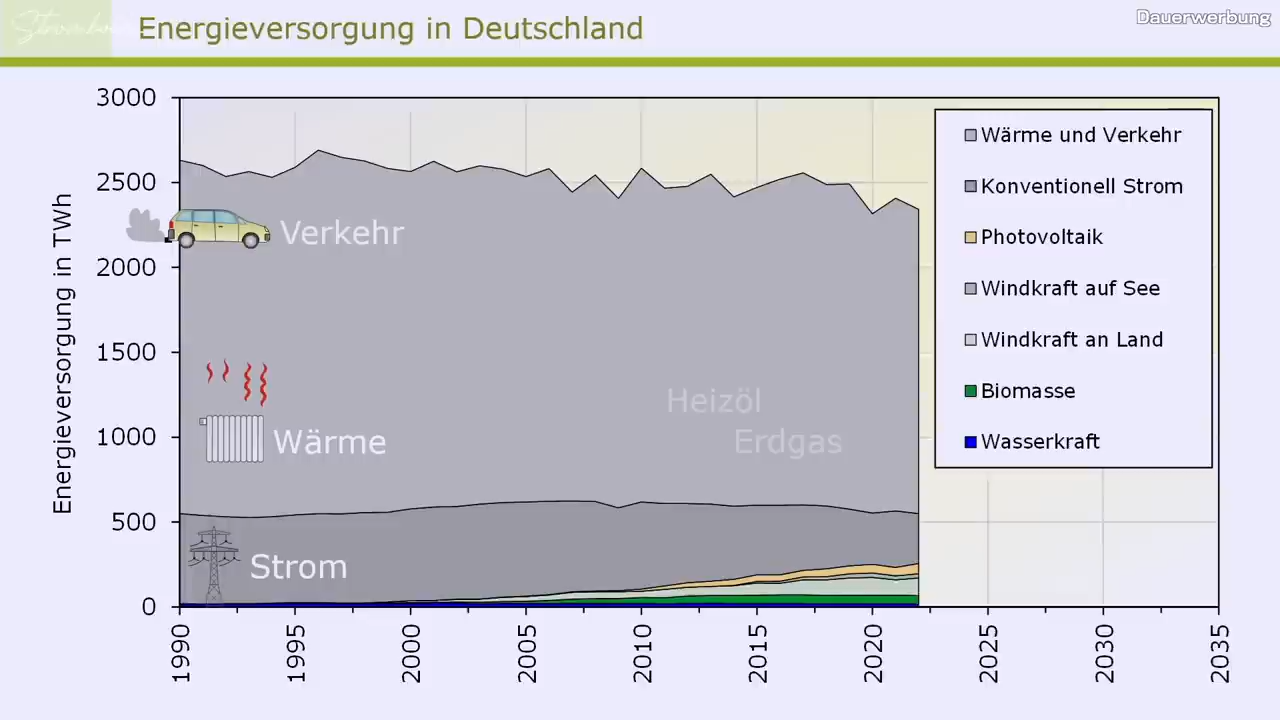 Energieversorgung in Deutschland
Dauerwerbung
Energieversorgung in TWh
3000
2500
2000
1500
1000
500
0
Verkehr
Wärme
Strom
Heizöl
Erdgas
Wärme und Verkehr
Konventionell Strom
Photovoltaik
Windkraft auf See
Windkraft an Land
Biomasse
Wasserkraft
1990
1995
2000
2005
2010
2015
2020
2025
2030
2035